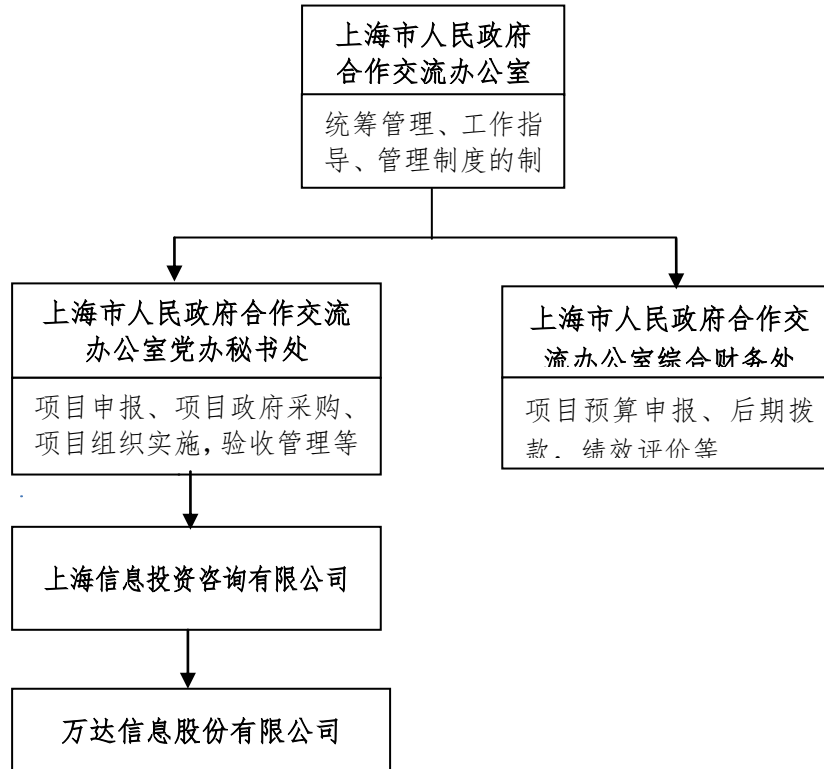 上海市人民政府
合作交流办公室
统筹管理、工作指
导、管理制度的制
上海市人民政府合作交流
办公室党办秘书处
项目申报、项目政府采购、
项目组织实施,验收管理等
上海市人民政府合作交
流办公室综合财务处
项目预算申报、后期拨
款，绩效评价等
上海信息投资咨询有限公司
万达信息股份有限公司